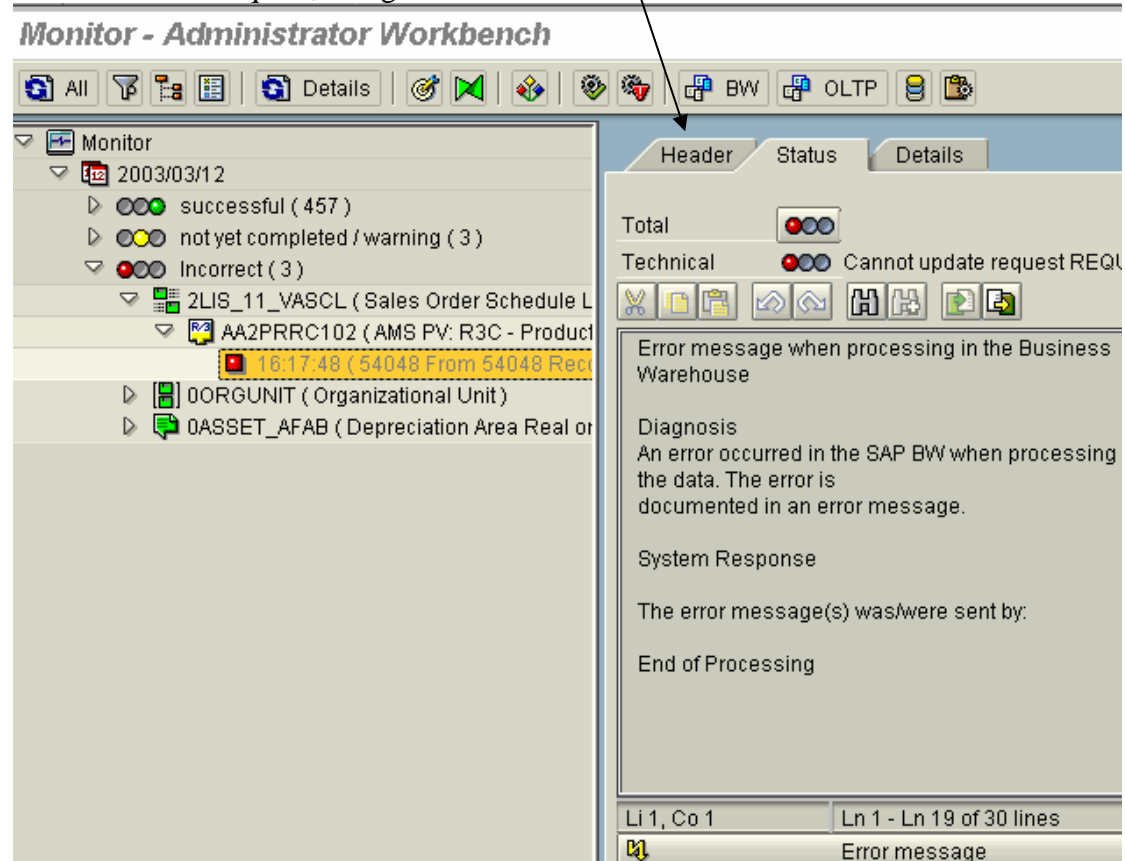 Monitor - Administrator Workbench
All Details BW OLTP
Monitor
2003/03/12
successful ( 457 )
not yet completed / warning ( 3 )
Incorrect ( 3 )
2LIS_11_VASCL ( Sales Order Schedule L
AA2PRRC102 ( AMS PV: R3C - Product
16:17:48 ( 54048 From 54048 Reco
0ORGUNIT ( Organizational Unit )
0ASSET_AFAB ( Depreciation Area Real or
Header Status Details
Total
Technical Cannot update request REQU
Error message when processing in the Business
Warehouse
Diagnosis
An error occurred in the SAP BW when processing
the data. The error is
documented in an error message.
System Response
The error message(s) was/were sent by:
End of Processing
Li 1, Co 1 Ln 1 - Ln 19 of 30 lines
Error message